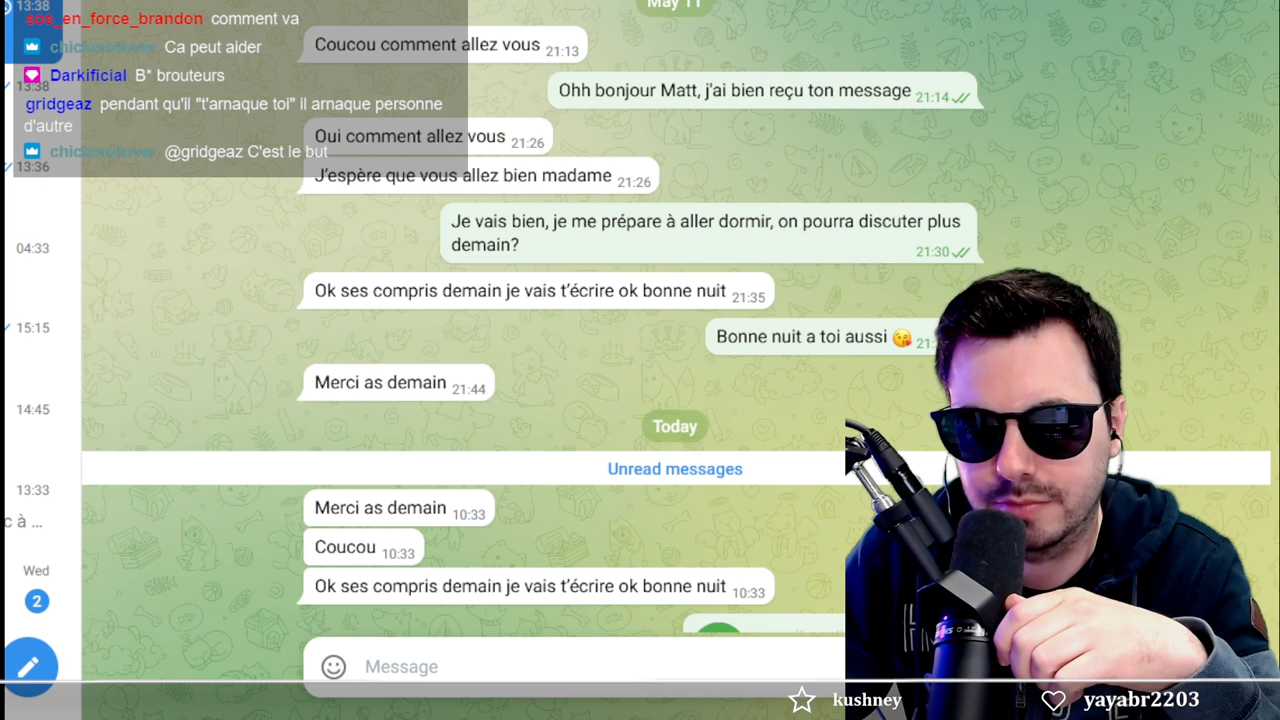 13:38
sos_en_force_brandon comment va
Ca peut aider
Darkificial B* brouteurs
13:38
gridgeaz pendant qu'il "t'arnaque toi" il arnaque personne
d'autre
@gridgeaz C'est le but
13:36
04:33
15:15
14:45
13:33
c à ...
Wed
2
May 11
Coucou comment allez vous 21:13
Ohh bonjour Matt, j'ai bien reçu ton message 21:14
Oui comment allez vous 21:26
J'espère que vous allez bien madame 21:26
Je vais bien, je me prépare à aller dormir, on pourra discuter plus
demain?
21:30
Ok ses compris demain je vais t'écrire ok bonne nuit 21:35
Bonne nuit a toi aussi 😘 21:
Merci as demain 21:44
Today
Unread messages
Merci as demain 10:33
Coucou 10:33
Ok ses compris demain je vais t'écrire ok bonne nuit 10:33
Message
kushney
yayabr2203